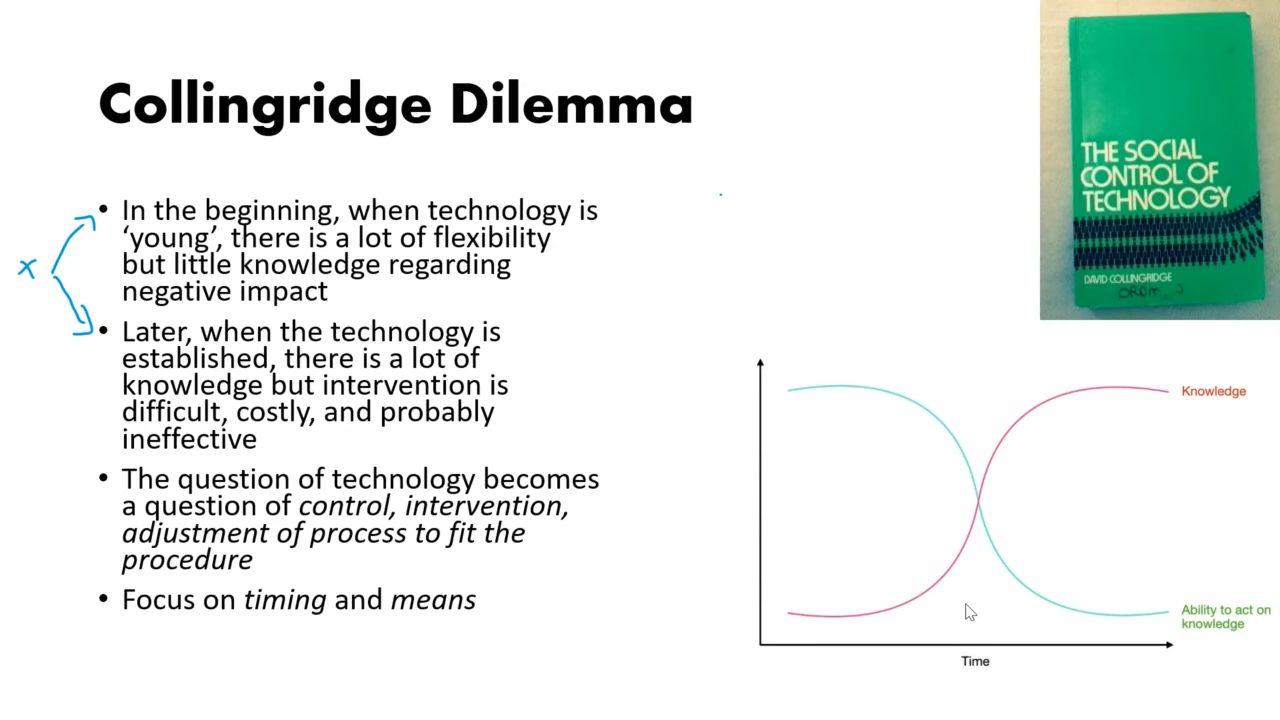 Collingridge Dilemma
• In the beginning, when technology is
‘young’, there is a lot of flexibility
but little knowledge regarding
negative impact
x
• Later, when the technology is
established, there is a lot of
knowledge but intervention is
difficult, costly, and probably
ineffective
• The question of technology becomes
a question of control, intervention,
adjustment of process to fit the
procedure
• Focus on timing and means
THE SOCIAL
CONTROL OF
TECHNOLOGY
DAVID COLLINGRIDGE
Knowledge
Ability to act on
knowledge
Time